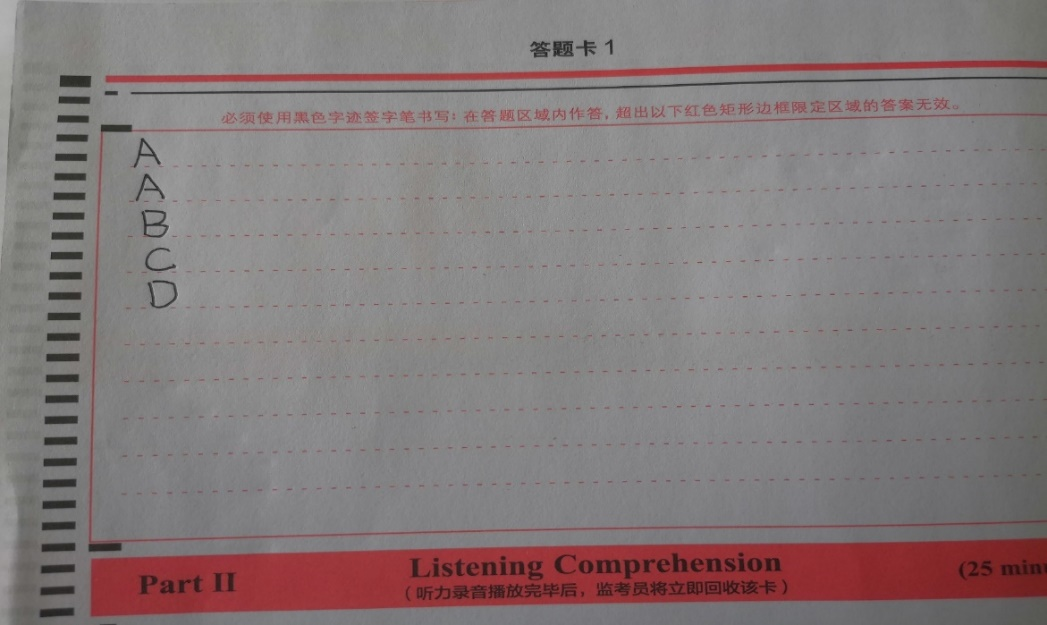 答题卡 1
必须使用黑色字迹签字笔书写：在答题区域内作答，超出以下红色矩形边框限定区域的答案无效。
A
A
B
C
D
Part II Listening Comprehension (25 min
（听力录音播放完毕后，监考员将立即回收该卡）